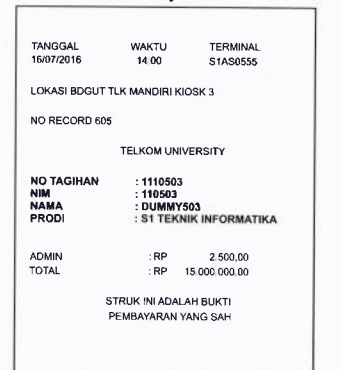 TANGGAL WAKTU TERMINAL
16/07/2016 14:00 S1AS0555
LOKASI BDGUT TLK MANDIRI KIOSK 3
NO RECORD 605
TELKOM UNIVERSITY
NO TAGIHAN : 1110503
NIM : 110503
NAMA : DUMMY503
PRODI : S1 TEKNIK INFORMATIKA
ADMIN : RP 2.500,00
TOTAL : RP 15.000.000,00
STRUK INI ADALAH BUKTI
PEMBAYARAN YANG SAH